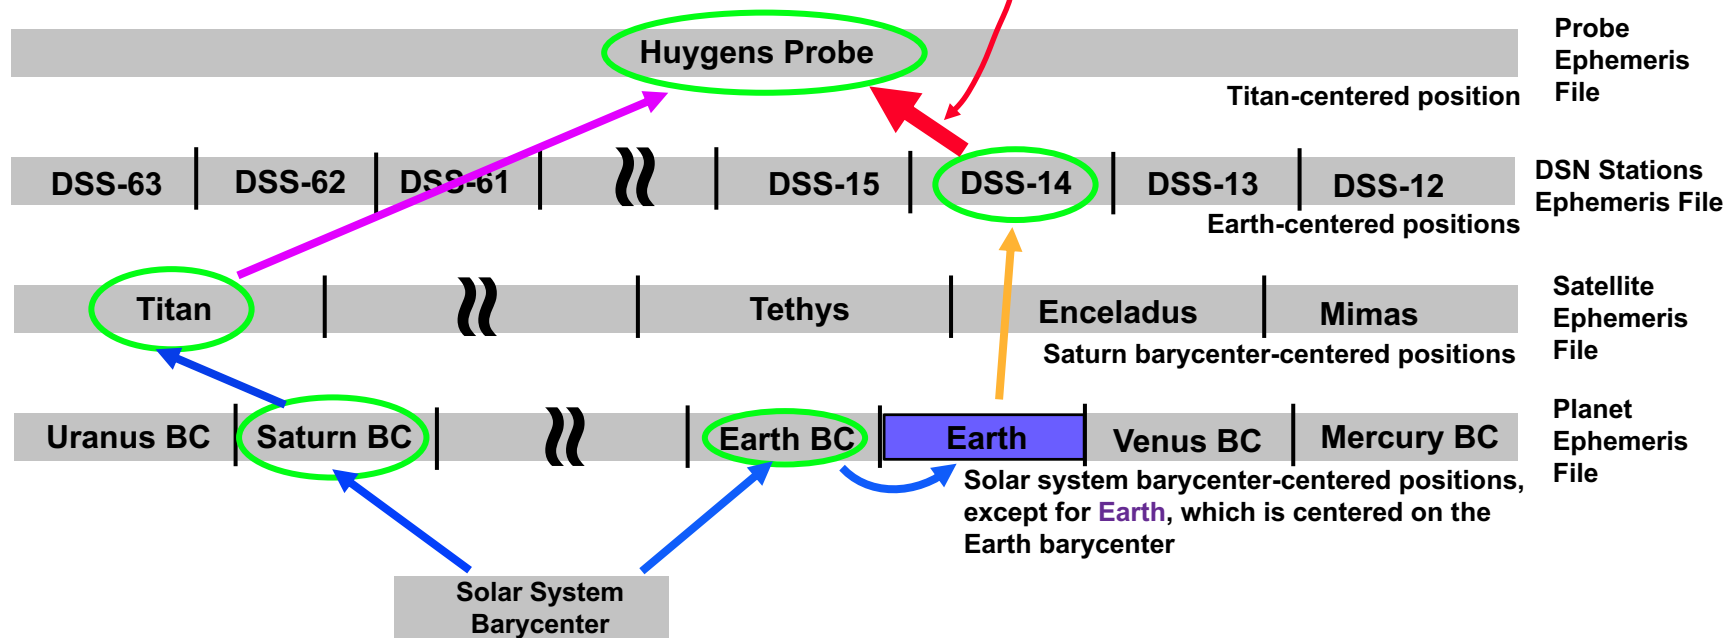 Huygens Probe
Probe
Ephemeris
File
Titan-centered position
DSS-63 DSS-62 DSS-61 DSS-15 DSS-14 DSS-13 DSS-12
DSN Stations
Ephemeris File
Earth-centered positions
Titan Tethys Enceladus Mimas
Satellite
Ephemeris
File
Saturn barycenter-centered positions
Uranus BC Saturn BC Earth BC Earth Venus BC Mercury BC
Planet
Ephemeris
File
Solar system barycenter-centered positions,
except for Earth, which is centered on the
Earth barycenter
Solar System
Barycenter